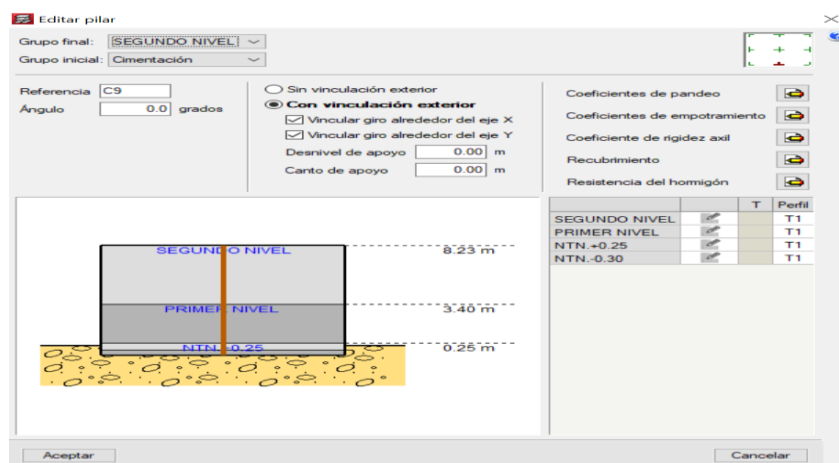 Editar pilar
Grupo final: SEGUNDO NIVEL
Grupo inicial: Cimentación
Referencia C9
Ángulo 0.0 grados
Sin vinculación exterior
Con vinculación exterior
Vincular giro alrededor del eje X
Vincular giro alrededor del eje Y
Desnivel de apoyo 0.00 m
Canto de apoyo 0.00 m
Coeficientes de pandeo
Coeficientes de empotramiento
Coeficiente de rigidez axil
Recubrimiento
Resistencia del hormigón
SEGUNDO NIVEL 8.23 m
PRIMER NIVEL 3.40 m
NTN.+0.25 0.25 m
T Perfil
SEGUNDO NIVEL T1
PRIMER NIVEL T1
NTN.+0.25 T1
NTN.-0.30 T1
Aceptar
Cancelar